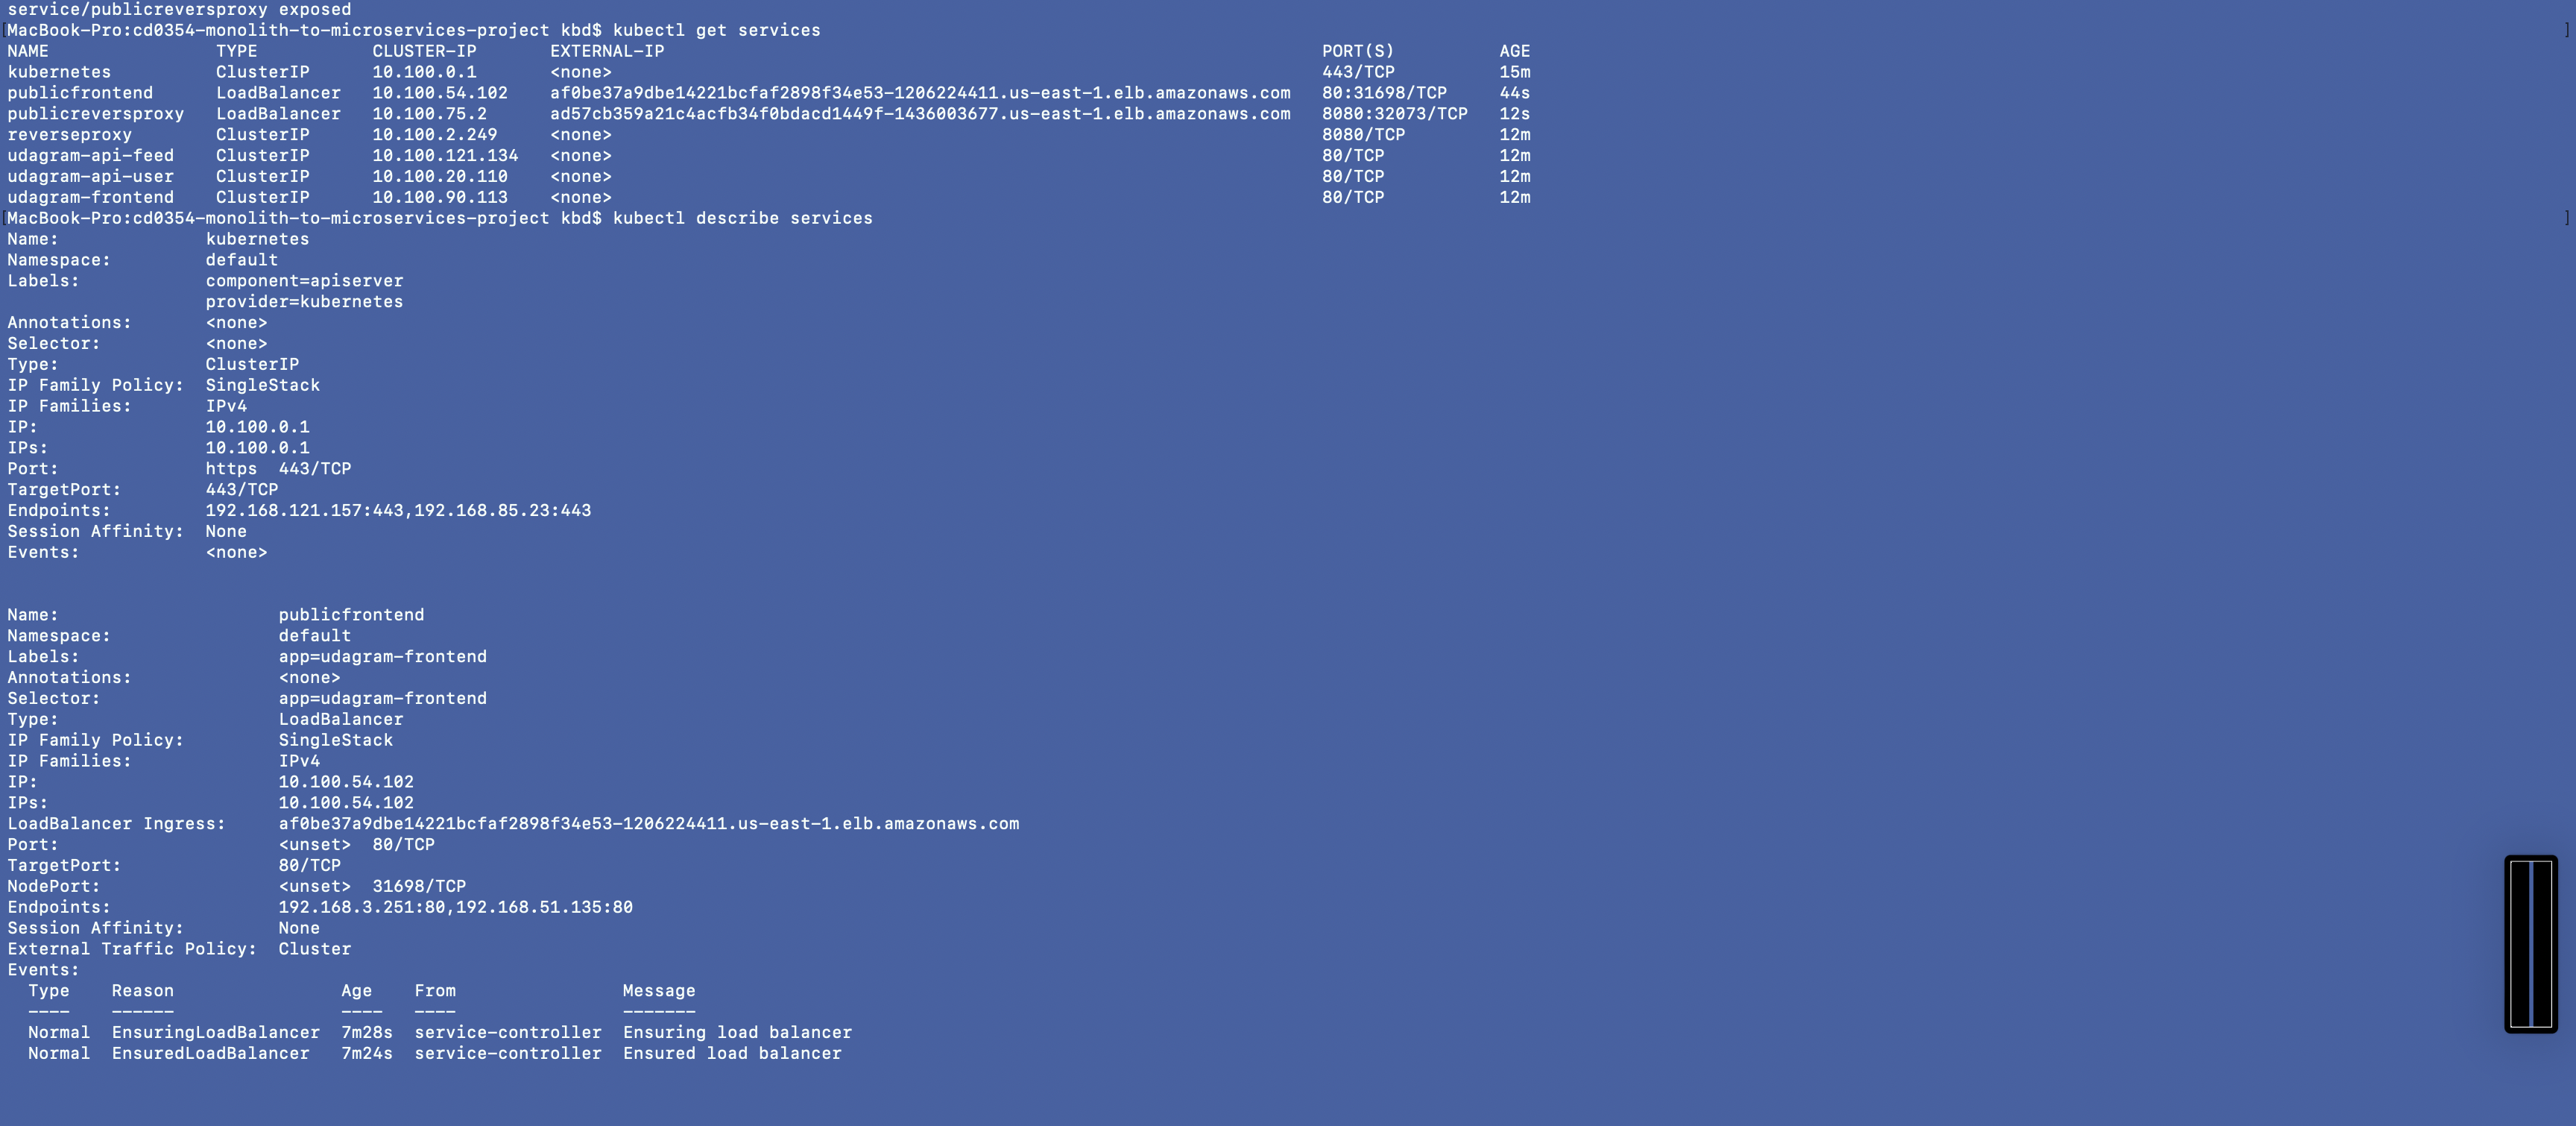 service/publicreversproxy exposed
[MacBook-Pro:cd0354-monolith-to-microservices-project kbd$ kubectl get services ]
NAME TYPE CLUSTER-IP EXTERNAL-IP PORT(S) AGE
kubernetes ClusterIP 10.100.0.1 <none> 443/TCP 15m
publicfrontend LoadBalancer 10.100.54.102 af0be37a9dbe14221bcfaf2898f34e53-1206224411.us-east-1.elb.amazonaws.com 80:31698/TCP 44s
publicreversproxy LoadBalancer 10.100.75.2 ad57cb359a21c4acfb34f0bdacd1449f-1436003677.us-east-1.elb.amazonaws.com 8080:32073/TCP 12s
reverseproxy ClusterIP 10.100.2.249 <none> 8080/TCP 12m
udagram-api-feed ClusterIP 10.100.121.134 <none> 80/TCP 12m
udagram-api-user ClusterIP 10.100.20.110 <none> 80/TCP 12m
udagram-frontend ClusterIP 10.100.90.113 <none> 80/TCP 12m
[MacBook-Pro:cd0354-monolith-to-microservices-project kbd$ kubectl describe services ]
Name: kubernetes
Namespace: default
Labels: component=apiserver
provider=kubernetes
Annotations: <none>
Selector: <none>
Type: ClusterIP
IP Family Policy: SingleStack
IP Families: IPv4
IP: 10.100.0.1
IPs: 10.100.0.1
Port: https 443/TCP
TargetPort: 443/TCP
Endpoints: 192.168.121.157:443,192.168.85.23:443
Session Affinity: None
Events: <none>
Name: publicfrontend
Namespace: default
Labels: app=udagram-frontend
Annotations: <none>
Selector: app=udagram-frontend
Type: LoadBalancer
IP Family Policy: SingleStack
IP Families: IPv4
IP: 10.100.54.102
IPs: 10.100.54.102
LoadBalancer Ingress: af0be37a9dbe14221bcfaf2898f34e53-1206224411.us-east-1.elb.amazonaws.com
Port: <unset> 80/TCP
TargetPort: 80/TCP
NodePort: <unset> 31698/TCP
Endpoints: 192.168.3.251:80,192.168.51.135:80
Session Affinity: None
External Traffic Policy: Cluster
Events:
Type Reason Age From Message
---- ------ ---- ---- -------
Normal EnsuringLoadBalancer 7m28s service-controller Ensuring load balancer
Normal EnsuredLoadBalancer 7m24s service-controller Ensured load balancer